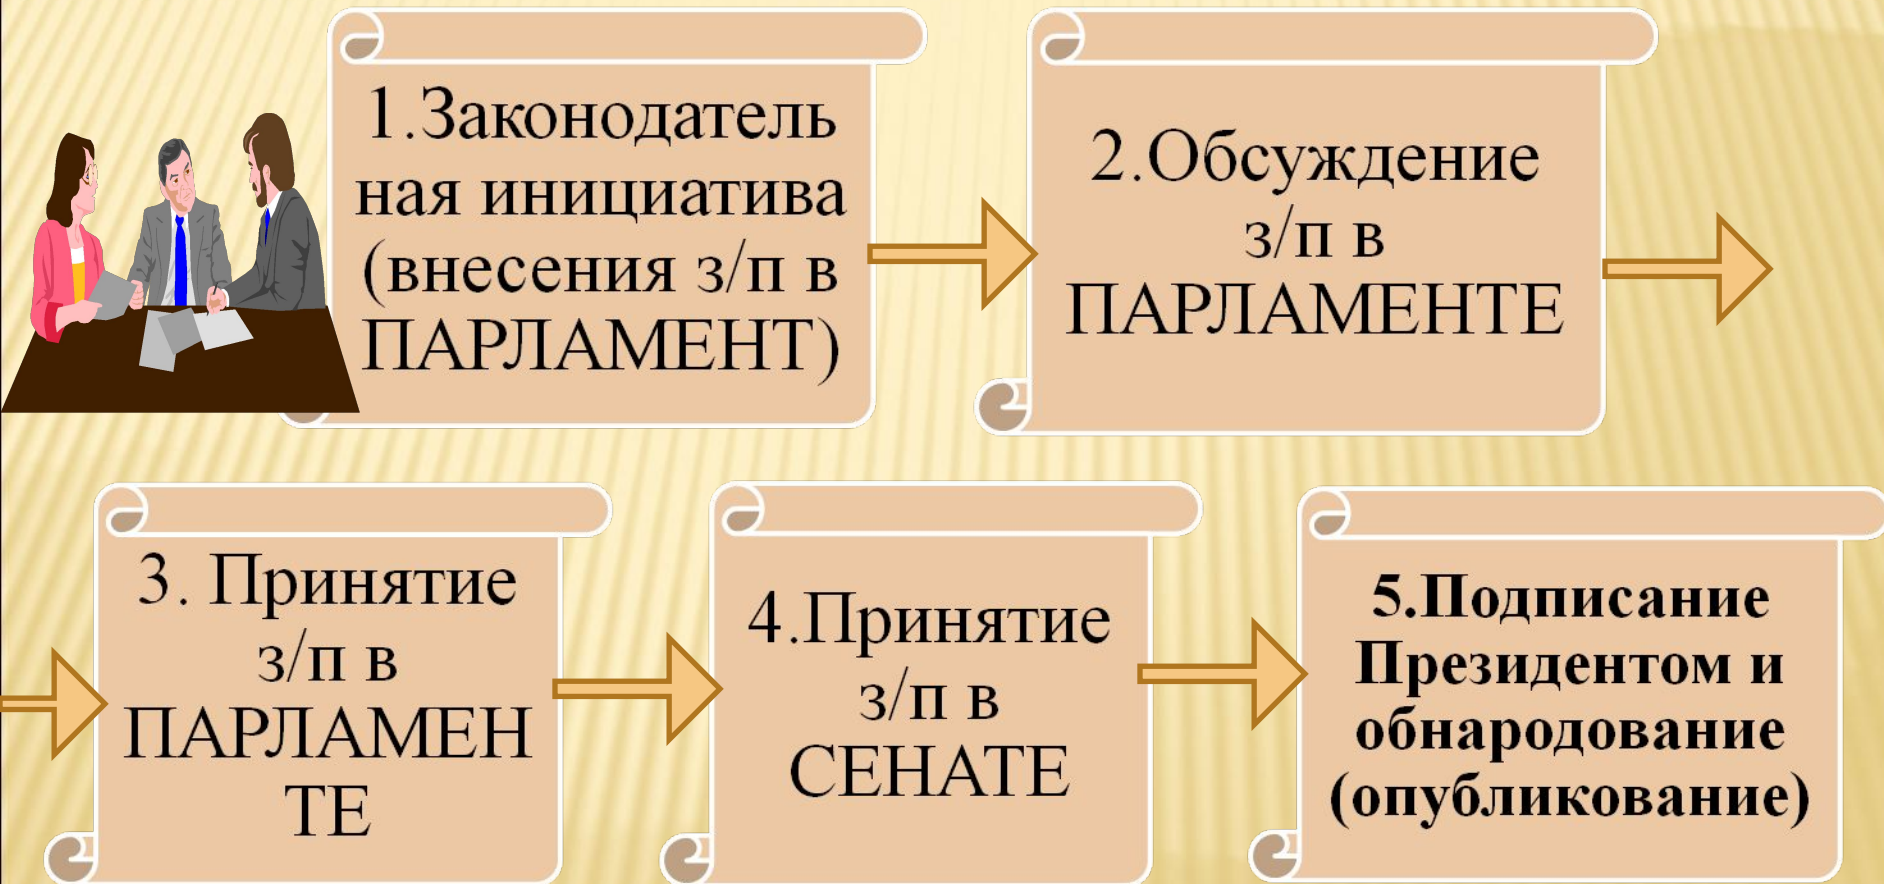 1.Законодатель
ная инициатива
(внесения з/п в
ПАРЛАМЕНТ)
2.Обсуждение
з/п в
ПАРЛАМЕНТЕ
3. Принятие
з/п в
ПАРЛАМЕН
ТЕ
4.Принятие
з/п в
СЕНАТЕ
5.Подписание
Президентом и
обнародование
(опубликование)